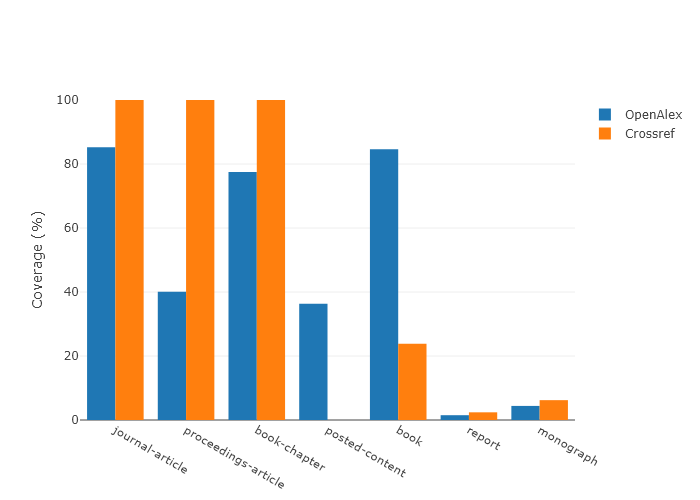 100
80
60
40
20
0
Coverage (%)
OpenAlex
Crossref
journal-article
proceedings-article
book-chapter
posted-content
book
report
monograph